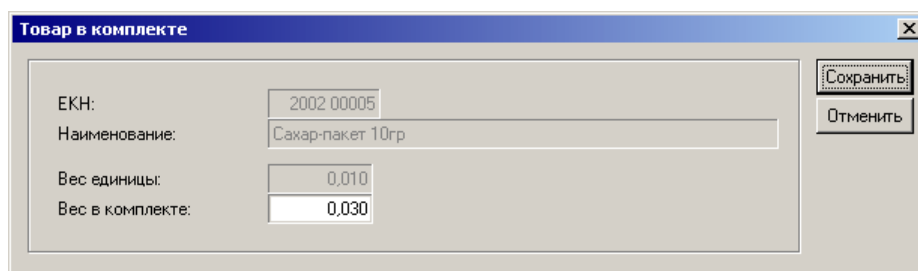 Товар в комплекте
Сохранить
ЕКН: 2002 00005
Отменить
Наименование: Сахар-пакет 10гр
Вес единицы: 0,010
Вес в комплекте: 0,030